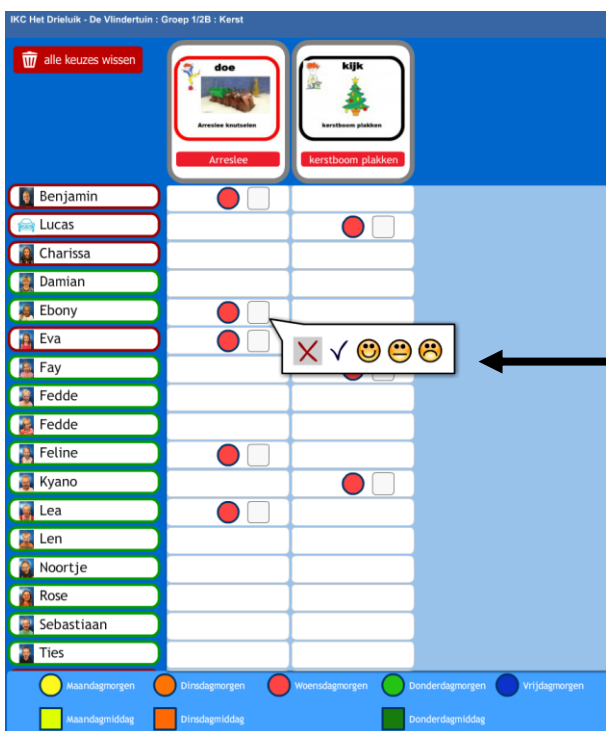 IKC Het Drieluik - De Vlindertuin : Groep 1/2B : Kerst
alle keuzes wissen
doe
Arreslee knutselen
Arreslee
kijk
kerstboom plakken
kerstboom plakken
Benjamin
Lucas
Charissa
Damian
Ebony
Eva
Fay
Fedde
Fedde
Feline
Kyano
Lea
Len
Noortje
Rose
Sebastiaan
Ties
Maandagmorgen
Dinsdagmorgen
Woensdagmorgen
Donderdagmorgen
Vrijdagmorgen
Maandagmiddag
Dinsdagmiddag
Donderdagmiddag